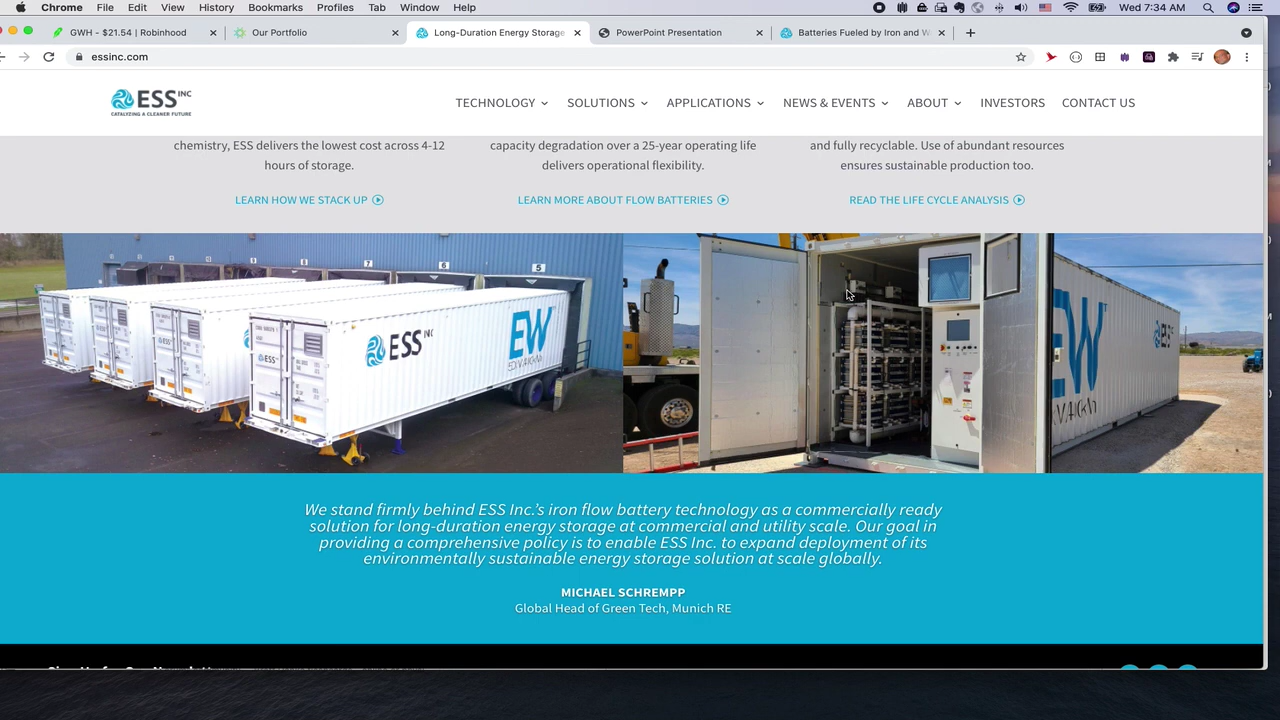 Chrome File Edit View History Bookmarks Profiles Tab Window Help Wed 7:34 AM
GWH - $21.54 | Robinhood Our Portfolio Long-Duration Energy Storage PowerPoint Presentation Batteries Fueled by Iron and W
essinc.com
ESS INC
CATALYZING A CLEANER FUTURE
TECHNOLOGY SOLUTIONS APPLICATIONS NEWS & EVENTS ABOUT INVESTORS CONTACT US
chemistry, ESS delivers the lowest cost across 4-12
hours of storage.
LEARN HOW WE STACK UP
capacity degradation over a 25-year operating life
delivers operational flexibility.
LEARN MORE ABOUT FLOW BATTERIES
and fully recyclable. Use of abundant resources
ensures sustainable production too.
READ THE LIFE CYCLE ANALYSIS
7 6 5
ESS INC EW
ESS
EW ESS
We stand firmly behind ESS Inc.'s iron flow battery technology as a commercially ready
solution for long-duration energy storage at commercial and utility scale. Our goal in
providing a comprehensive policy is to enable ESS Inc. to expand deployment of its
environmentally sustainable energy storage solution at scale globally.
MICHAEL SCHREMPP
Global Head of Green Tech, Munich RE